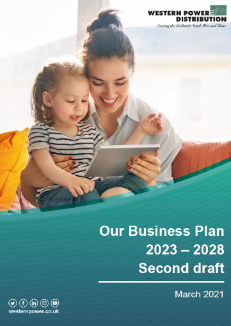 WESTERN POWER
DISTRIBUTION
Serving the Midlands, South West and Wales
Our Business Plan
2023 – 2028
Second draft
March 2021
westernpower.co.uk